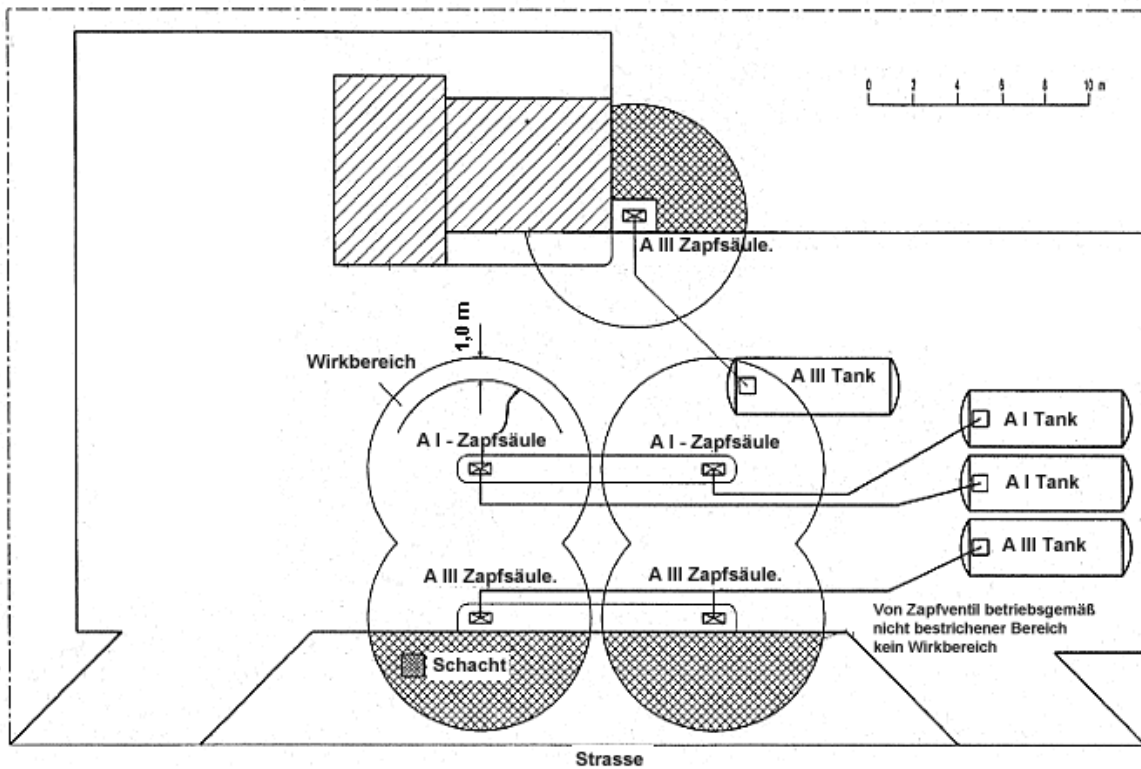 0 2 4 6 8 10 m
A III Zapfsäule.
1,0 m
Wirkbereich
A III Tank
A I Tank
A I - Zapfsäule
A I - Zapfsäule
A I Tank
A III Tank
A III Zapfsäule.
A III Zapfsäule.
Von Zapfventil betriebsgemäß
nicht bestrichener Bereich
kein Wirkbereich
Schacht
Strasse